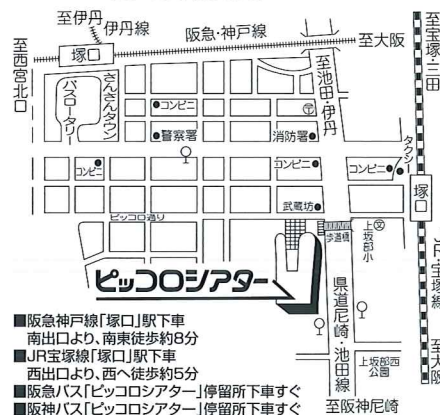 至伊丹
伊丹線
阪急・神戸線
至大阪
至宝塚・三田
至西宮北口
塚口
バスロータリー
さんさんタウン
至池田・伊丹
コンビニ
警察署
消防署
タクシー
コンビニ
コンビニ
コンビニ
塚口
武蔵坊
ピッコロ通り
歩道橋
上坂部小
ピッコロシアター
県道尼崎・池田線
上坂部西公園
至阪神尼崎
■阪急神戸線「塚口」駅下車
南出口より、南東徒歩約8分
■JR宝塚線「塚口」駅下車
西出口より、西へ徒歩約5分
■阪急バス「ピッコロシアター」停留所下車すぐ
■阪神バス「ピッコロシアター」停留所下車すぐ